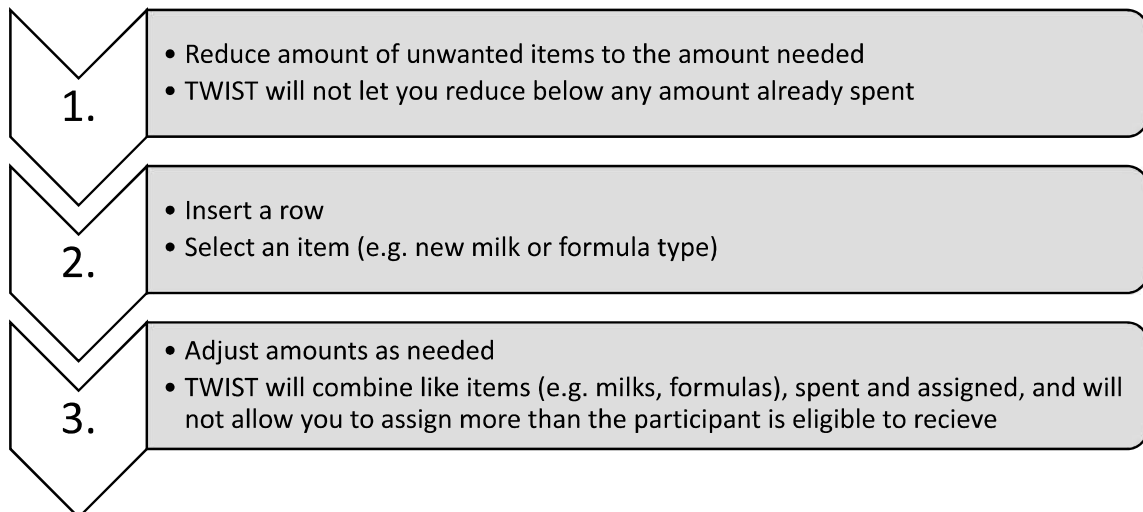 1.
• Reduce amount of unwanted items to the amount needed
• TWIST will not let you reduce below any amount already spent
2.
• Insert a row
• Select an item (e.g. new milk or formula type)
3.
• Adjust amounts as needed
• TWIST will combine like items (e.g. milks, formulas), spent and assigned, and will
not allow you to assign more than the participant is eligible to recieve